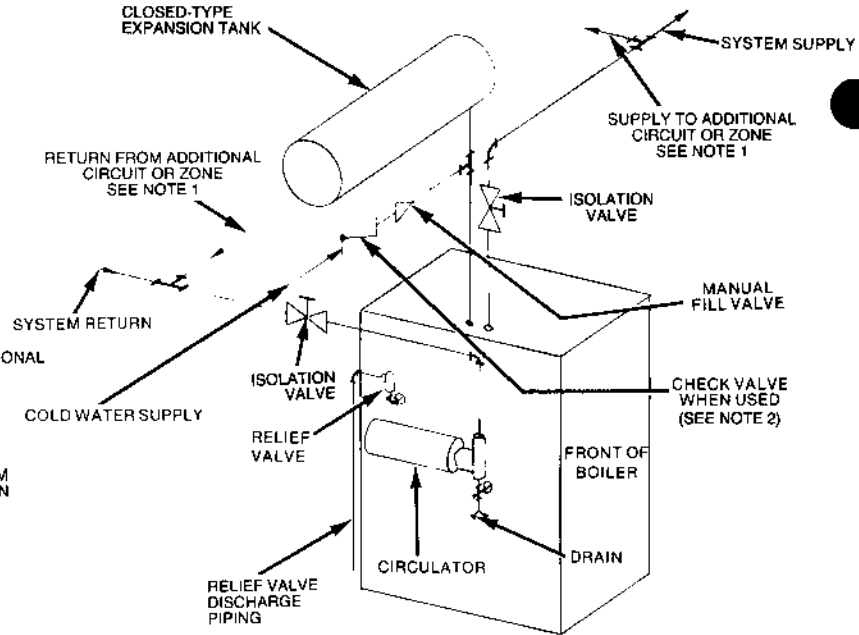 CLOSED-TYPE
EXPANSION TANK
SYSTEM SUPPLY
SUPPLY TO ADDITIONAL
CIRCUIT OR ZONE
SEE NOTE 1
RETURN FROM ADDITIONAL
CIRCUIT OR ZONE
SEE NOTE 1
ISOLATION
VALVE
MANUAL
FILL VALVE
SYSTEM RETURN
ONAL
ISOLATION
VALVE
CHECK VALVE
WHEN USED
(SEE NOTE 2)
COLD WATER SUPPLY
RELIEF
VALVE
FRONT OF
BOILER
M
N
DRAIN
CIRCULATOR
RELIEF VALVE
DISCHARGE
PIPING